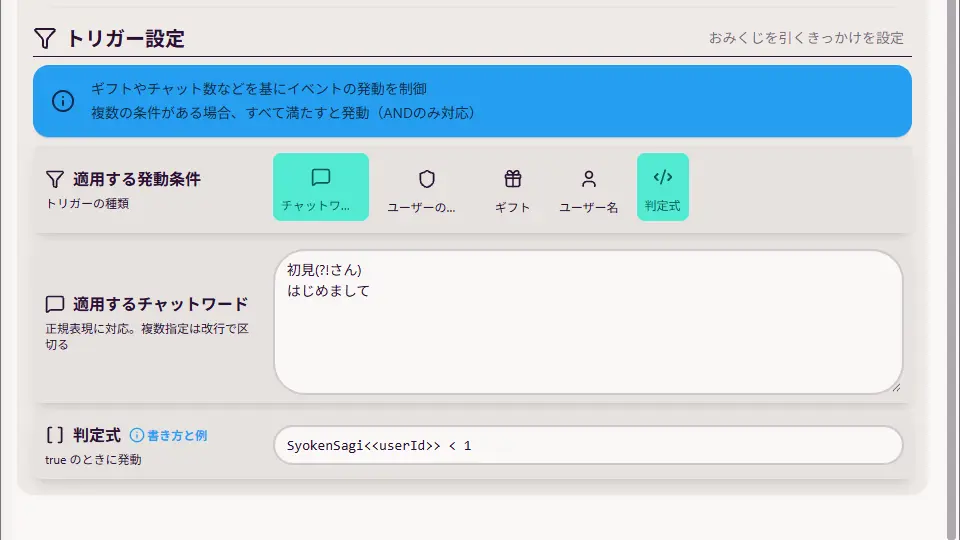 トリガー設定
おみくじを引くきっかけを設定
ギフトやチャット数などを基にイベントの発動を制御
複数の条件がある場合、すべて満たすと発動（ANDのみ対応）
適用する発動条件
トリガーの種類
チャットワ...
ユーザーの...
ギフト
ユーザー名
判定式
適用するチャットワード
正規表現に対応。複数指定は改行で区
切る
初見(?!さん)
はじめまして
[ ] 判定式
書き方と例
true のときに発動
SyokenSagi<<userId>> < 1